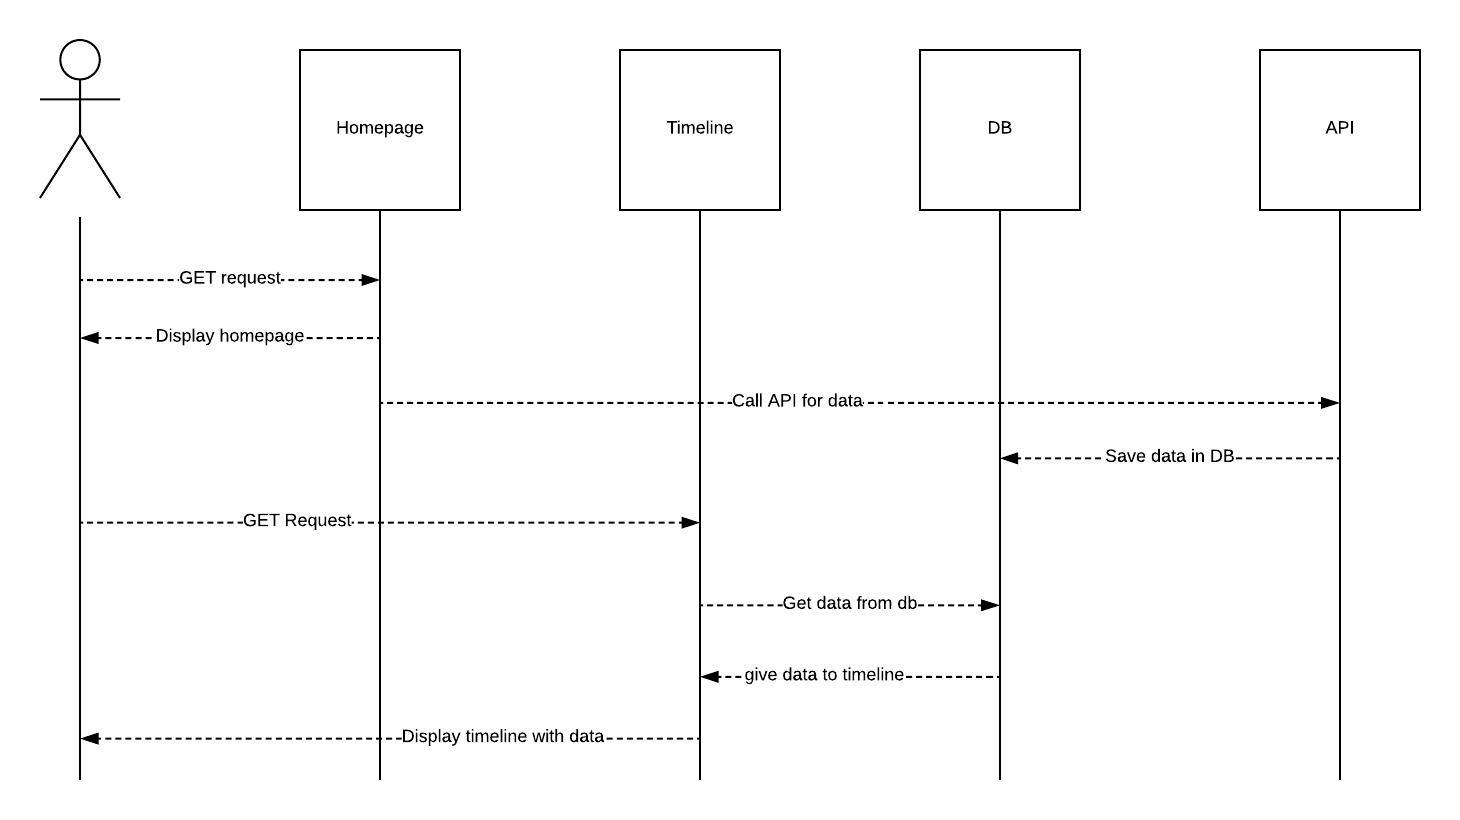 Homepage
Timeline
DB
API
GET request
Display homepage
Call API for data
Save data in DB
GET Request
Get data from db
give data to timeline
Display timeline with data